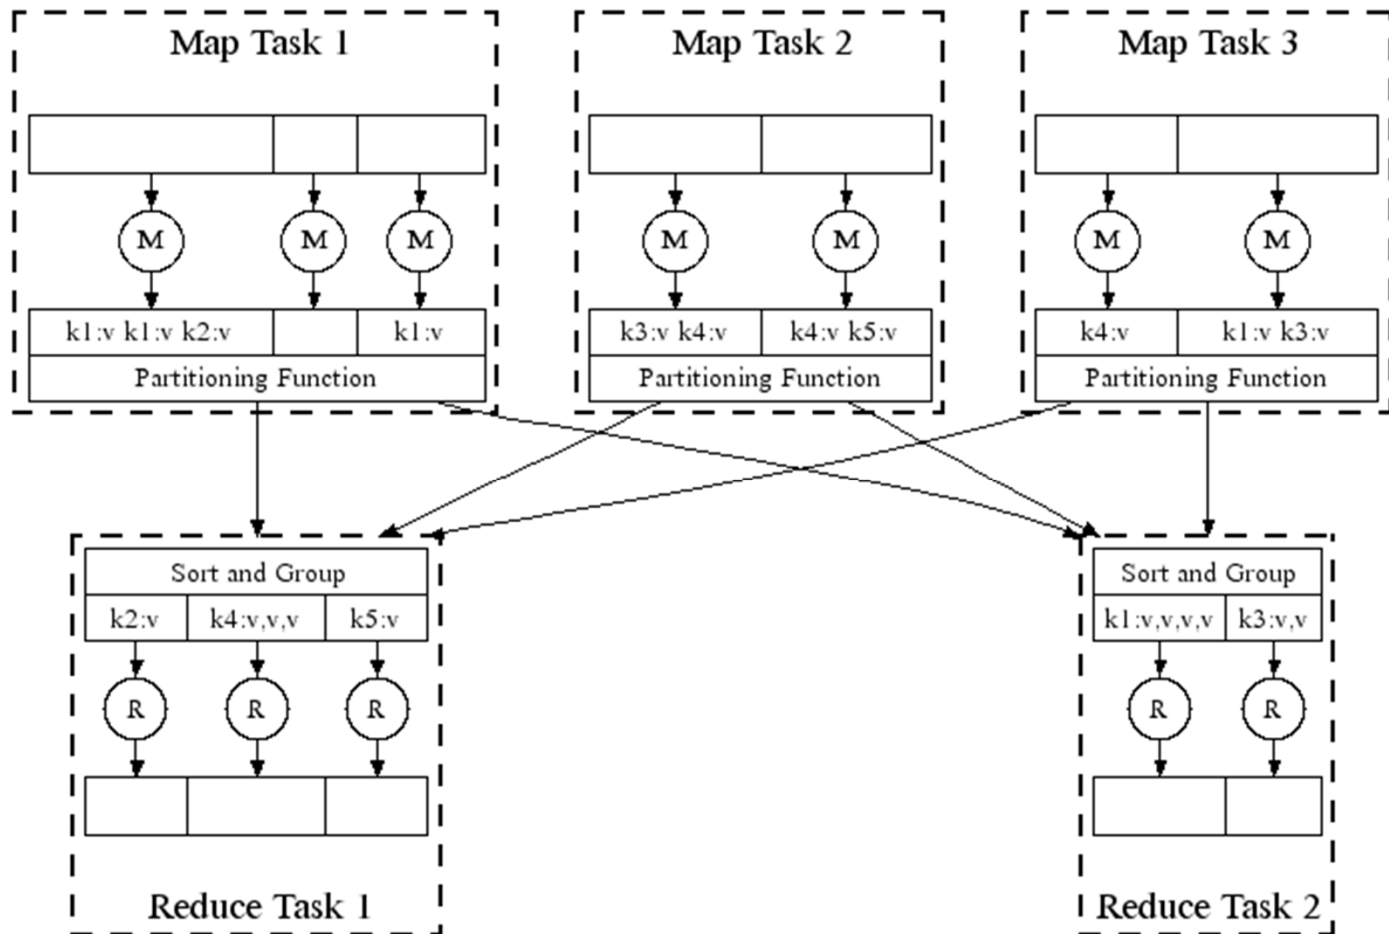 Map Task 1 Map Task 2 Map Task 3
M M M M M M M
k1:v k1:v k2:v k1:v k3:v k4:v k4:v k5:v k4:v k1:v k3:v
Partitioning Function Partitioning Function Partitioning Function
Sort and Group Sort and Group
k2:v k4:v,v,v k5:v k1:v,v,v,v k3:v,v
R R R R R
Reduce Task 1 Reduce Task 2